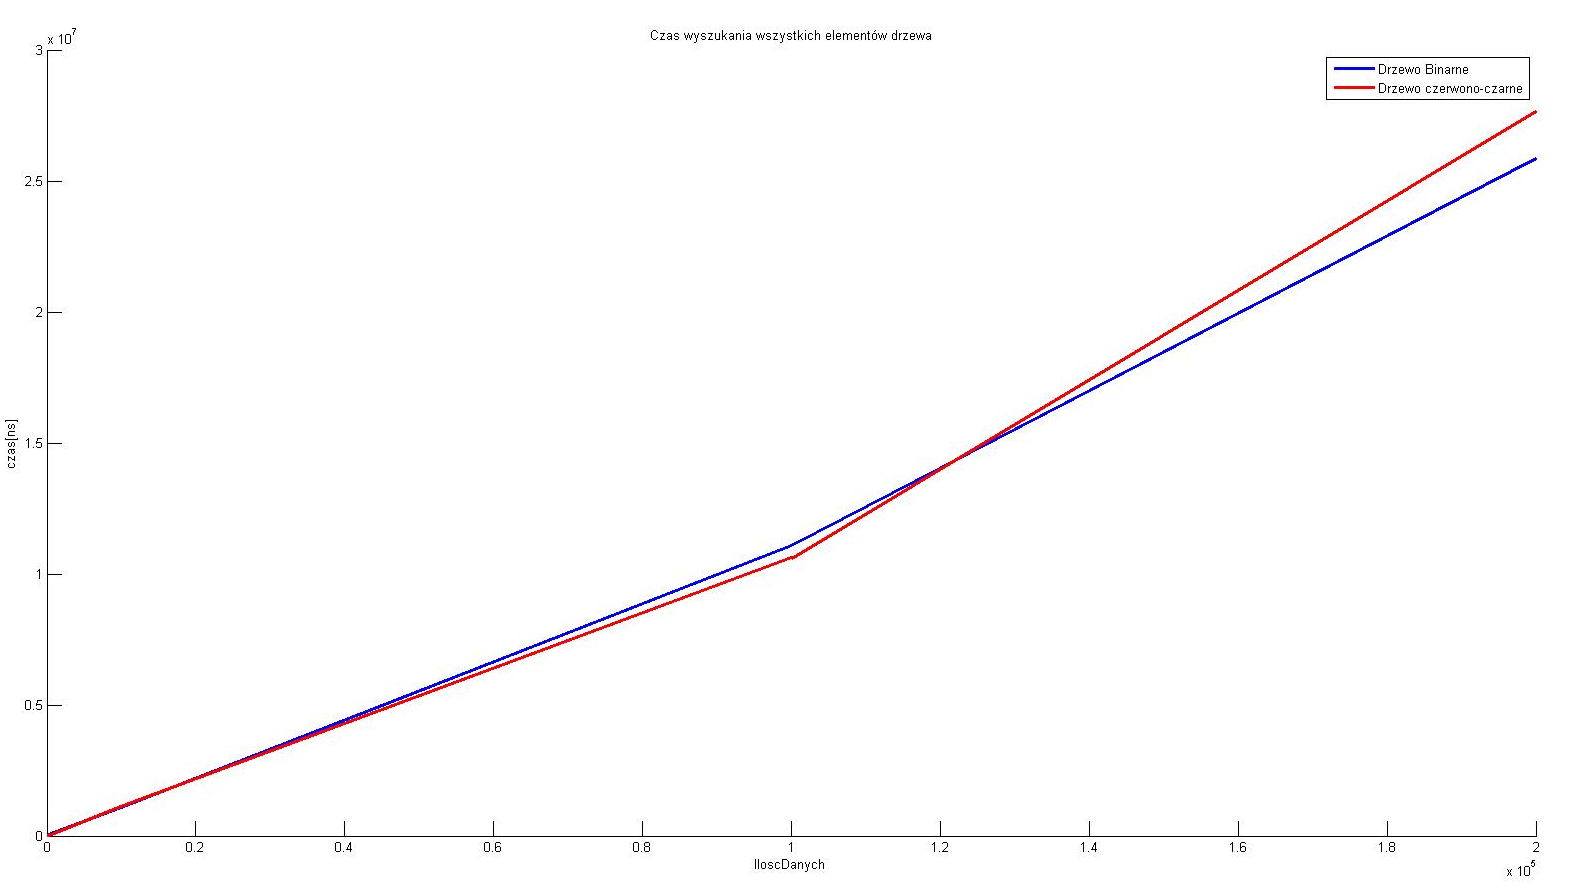 Czas wyszukania wszystkich elementów drzewa
x 10^7
Drzewo Binarne
Drzewo czerwono-czarne
3
2.5
2
1.5
1
0.5
0
czas[ns]
0 0.2 0.4 0.6 0.8 1 1.2 1.4 1.6 1.8 2
IloscDanych
x 10^5